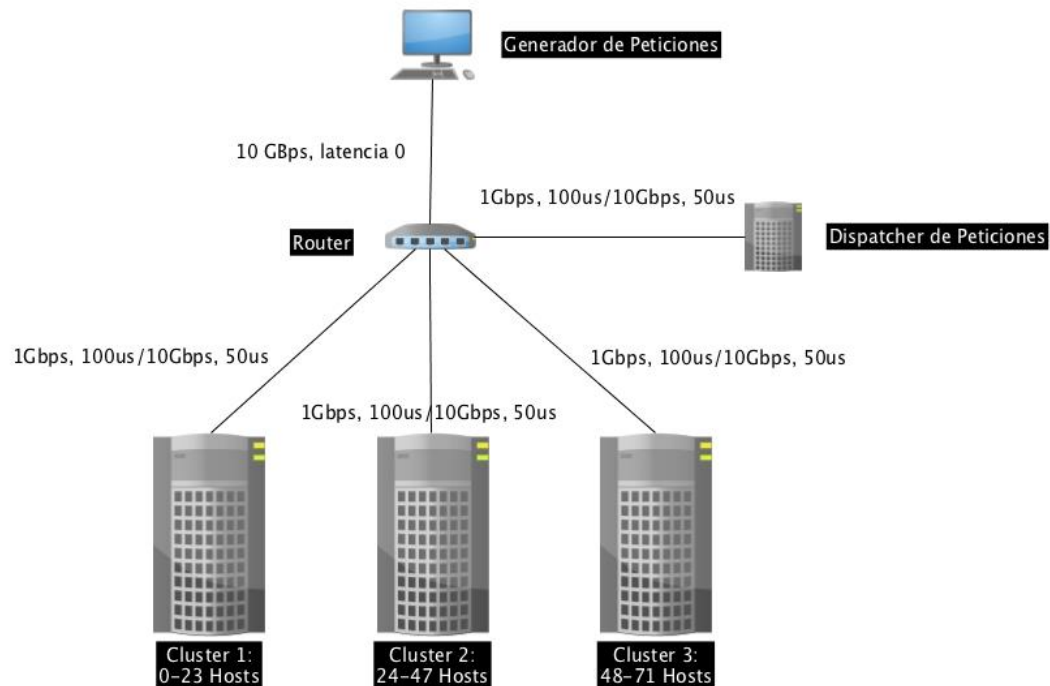 Generador de Peticiones
10 GBps, latencia 0
1Gbps, 100us/10Gbps, 50us
Router
Dispatcher de Peticiones
1Gbps, 100us/10Gbps, 50us
1Gbps, 100us/10Gbps, 50us
1Gbps, 100us/10Gbps, 50us
Cluster 1:
0-23 Hosts
Cluster 2:
24-47 Hosts
Cluster 3:
48-71 Hosts